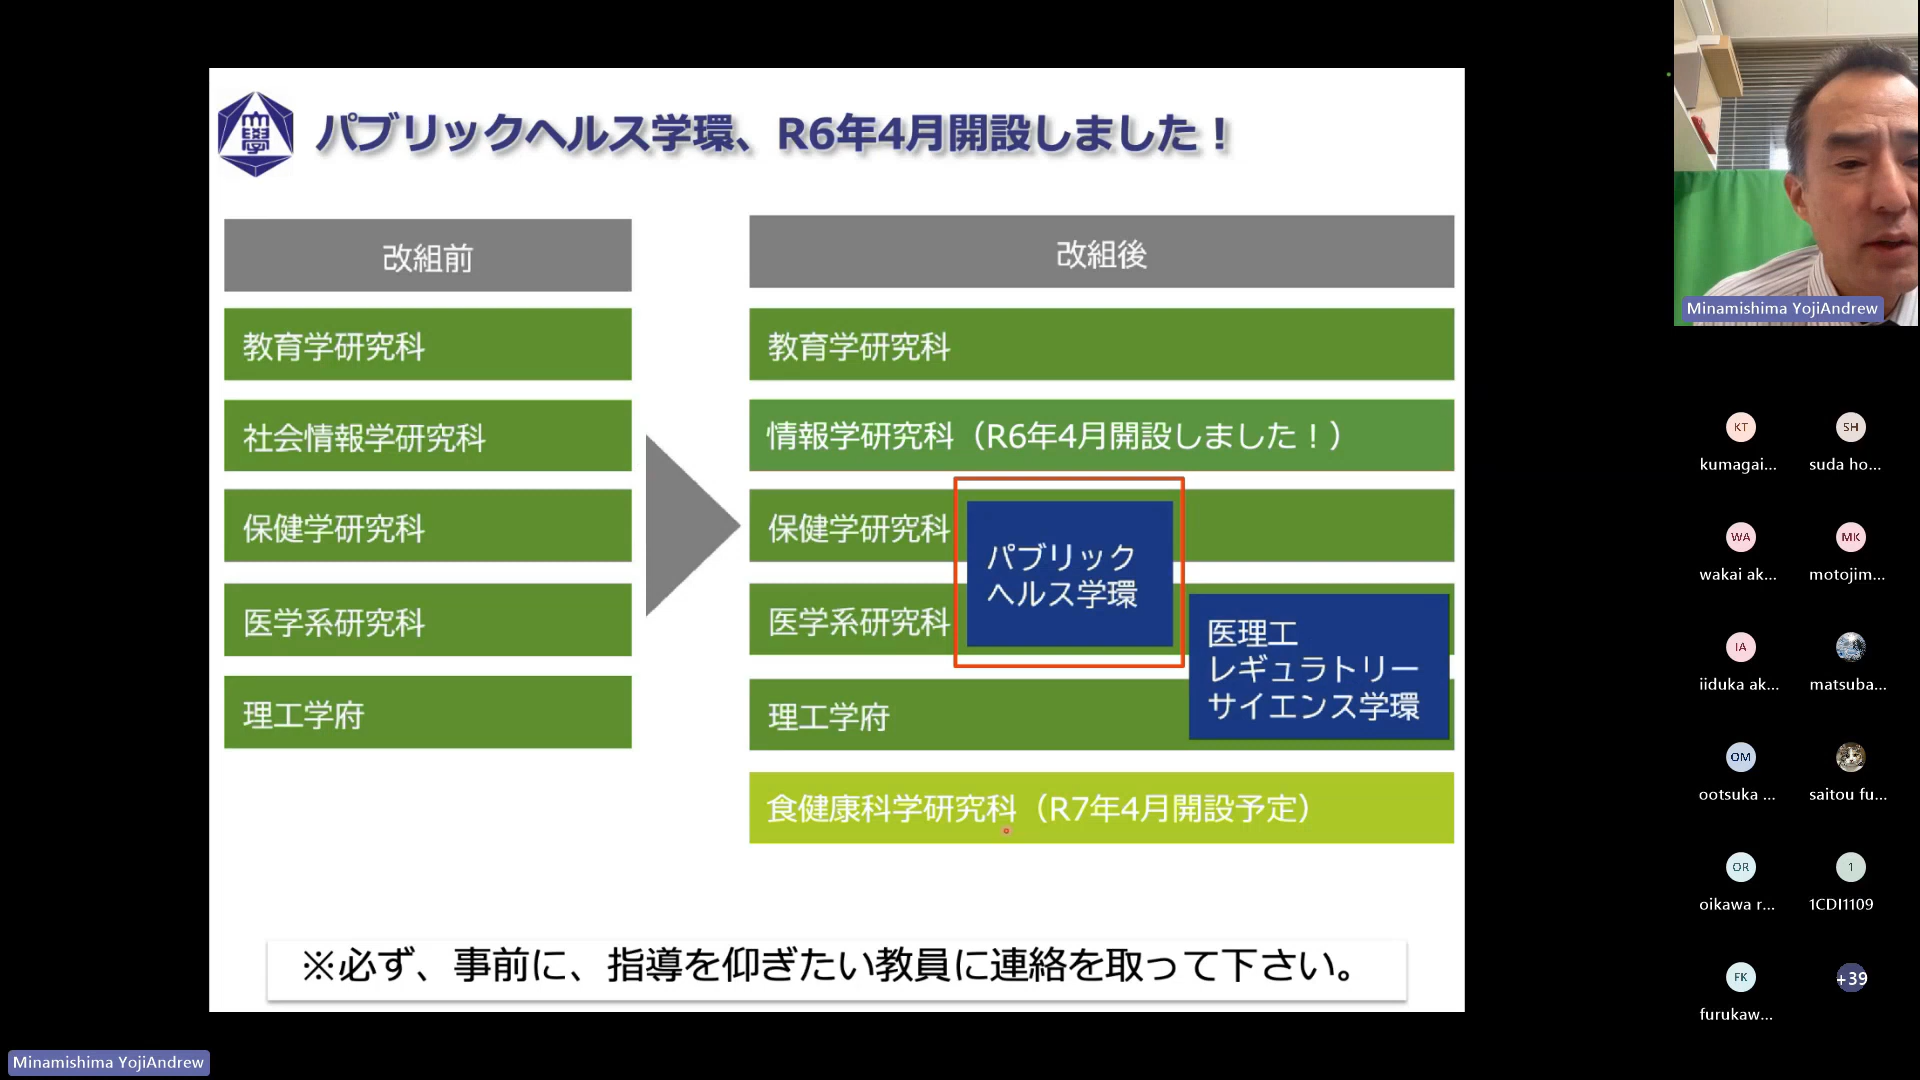 大學
パブリックヘルス学環、R6年4月開設しました！
改組前
教育学研究科
社会情報学研究科
保健学研究科
医学系研究科
理工学府
改組後
教育学研究科
情報学研究科（R6年4月開設しました！）
保健学研究科
医学系研究科
パブリック
ヘルス学環
医理工
レギュラトリー
サイエンス学環
理工学府
食健康科学研究科（R7年4月開設予定）
※必ず、事前に、指導を仰ぎたい教員に連絡を取って下さい。
Minamishima YojiAndrew
Minamishima YojiAndrew
KT
kumagai...
SH
suda ho...
WA
wakai ak...
MK
motojim...
IA
iiduka ak...
matsuba...
OM
ootsuka ...
saitou fu...
OR
oikawa r...
1
1CDI1109
FK
furukaw...
+39